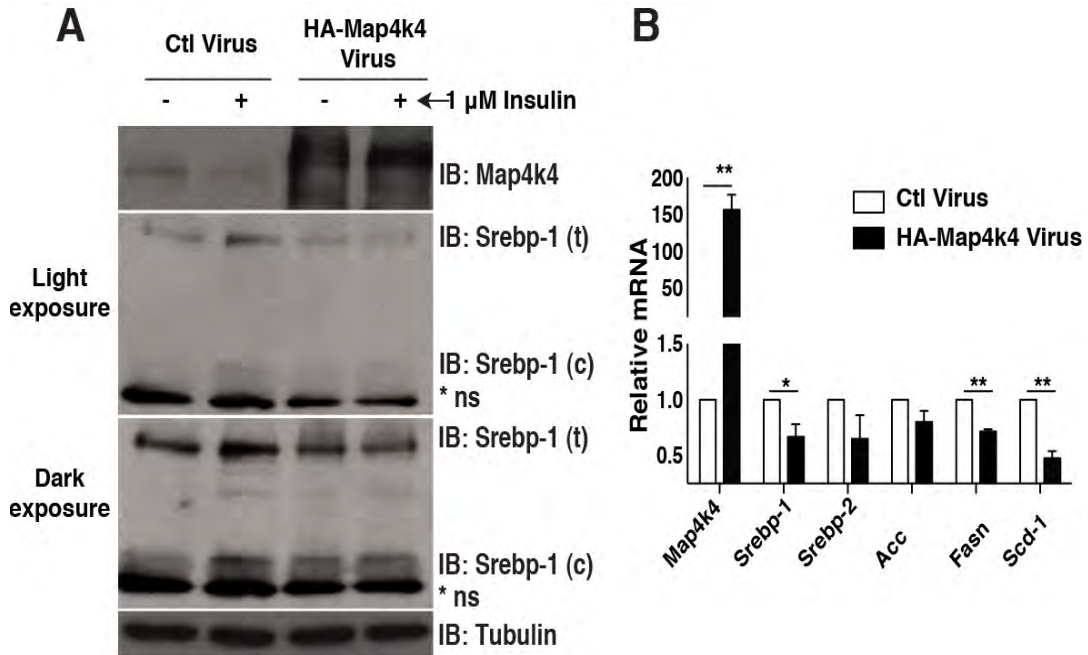 A
Ctl Virus
HA-Map4k4
Virus
- + - + ←1 µM Insulin
IB: Map4k4
Light
exposure
IB: Srebp-1 (t)
IB: Srebp-1 (c)
* ns
Dark
exposure
IB: Srebp-1 (t)
IB: Srebp-1 (c)
* ns
IB: Tubulin
B
Relative mRNA
200
150
100
50
1.5
1.0
0.5
**
*
**
**
Ctl Virus
HA-Map4k4 Virus
Map4k4
Srebp-1
Srebp-2
Acc
Fasn
Scd-1